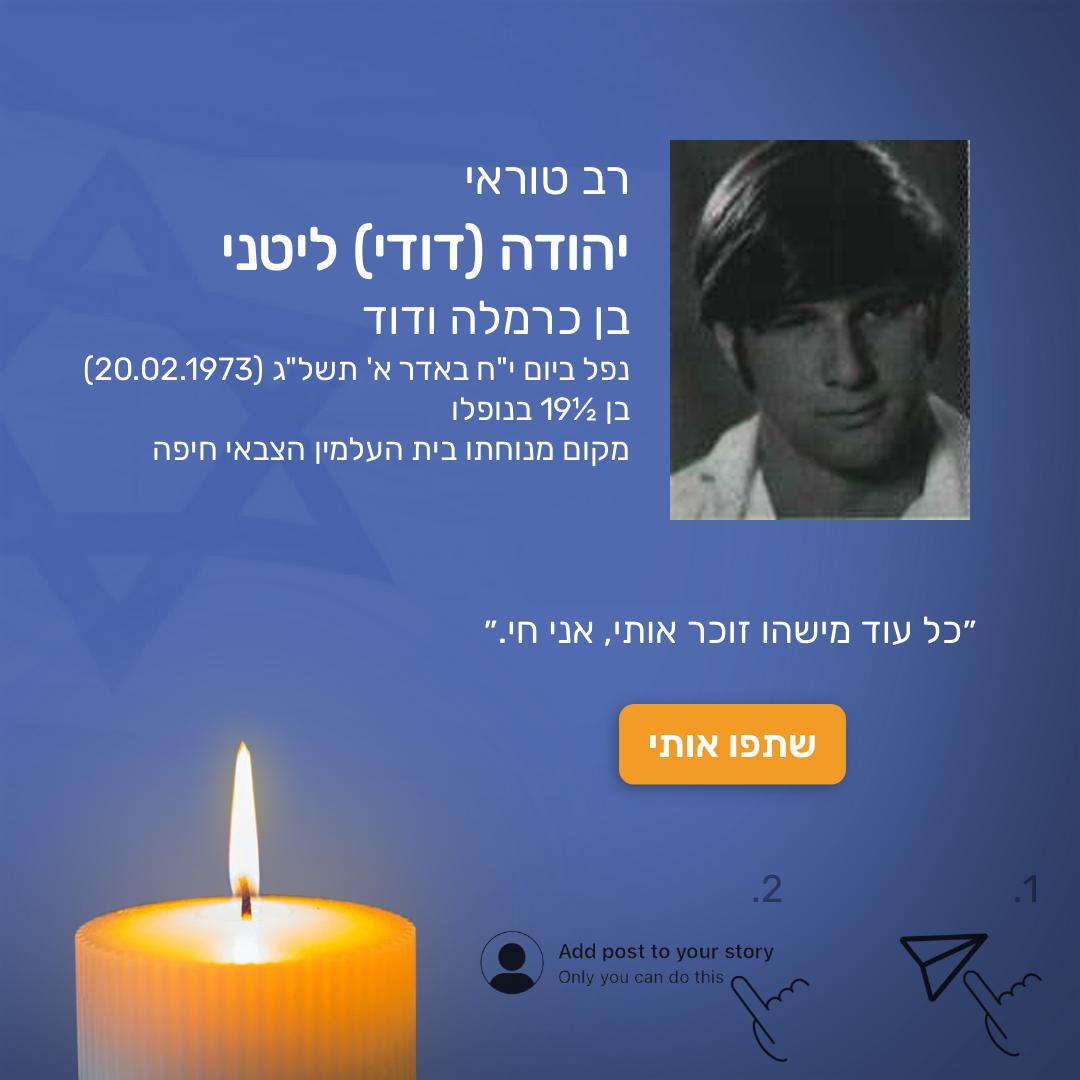 רב טוראי
יהודה (דודי) ליטני
בן כרמלה ודוד
נפל ביום י"ח באדר א' תשל"ג (20.02.1973)
בן 19½ בנופלו
מקום מנוחתו בית העלמין הצבאי חיפה
״כל עוד מישהו זוכר אותי, אני חי.״
שתפו אותי
.1
.2
Add post to your story
Only you can do this